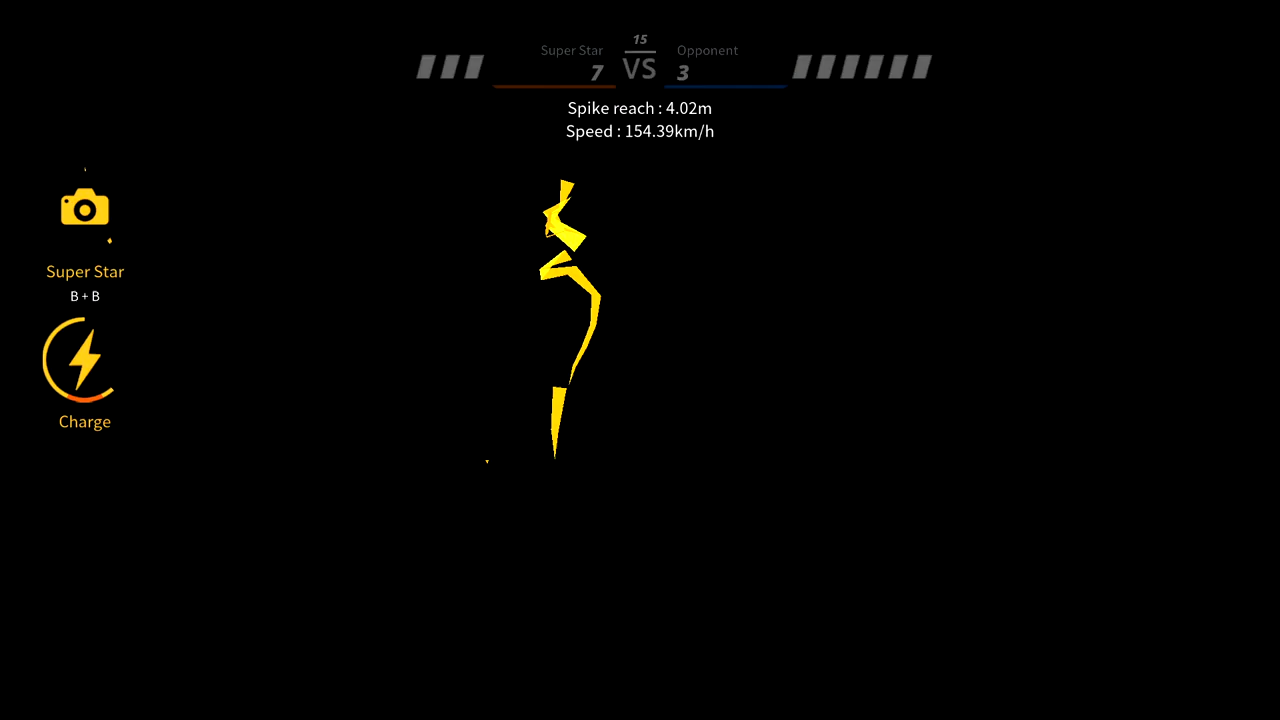 15
Super Star VS Opponent
7 3
Spike reach : 4.02m
Speed : 154.39km/h
Super Star
B + B
Charge